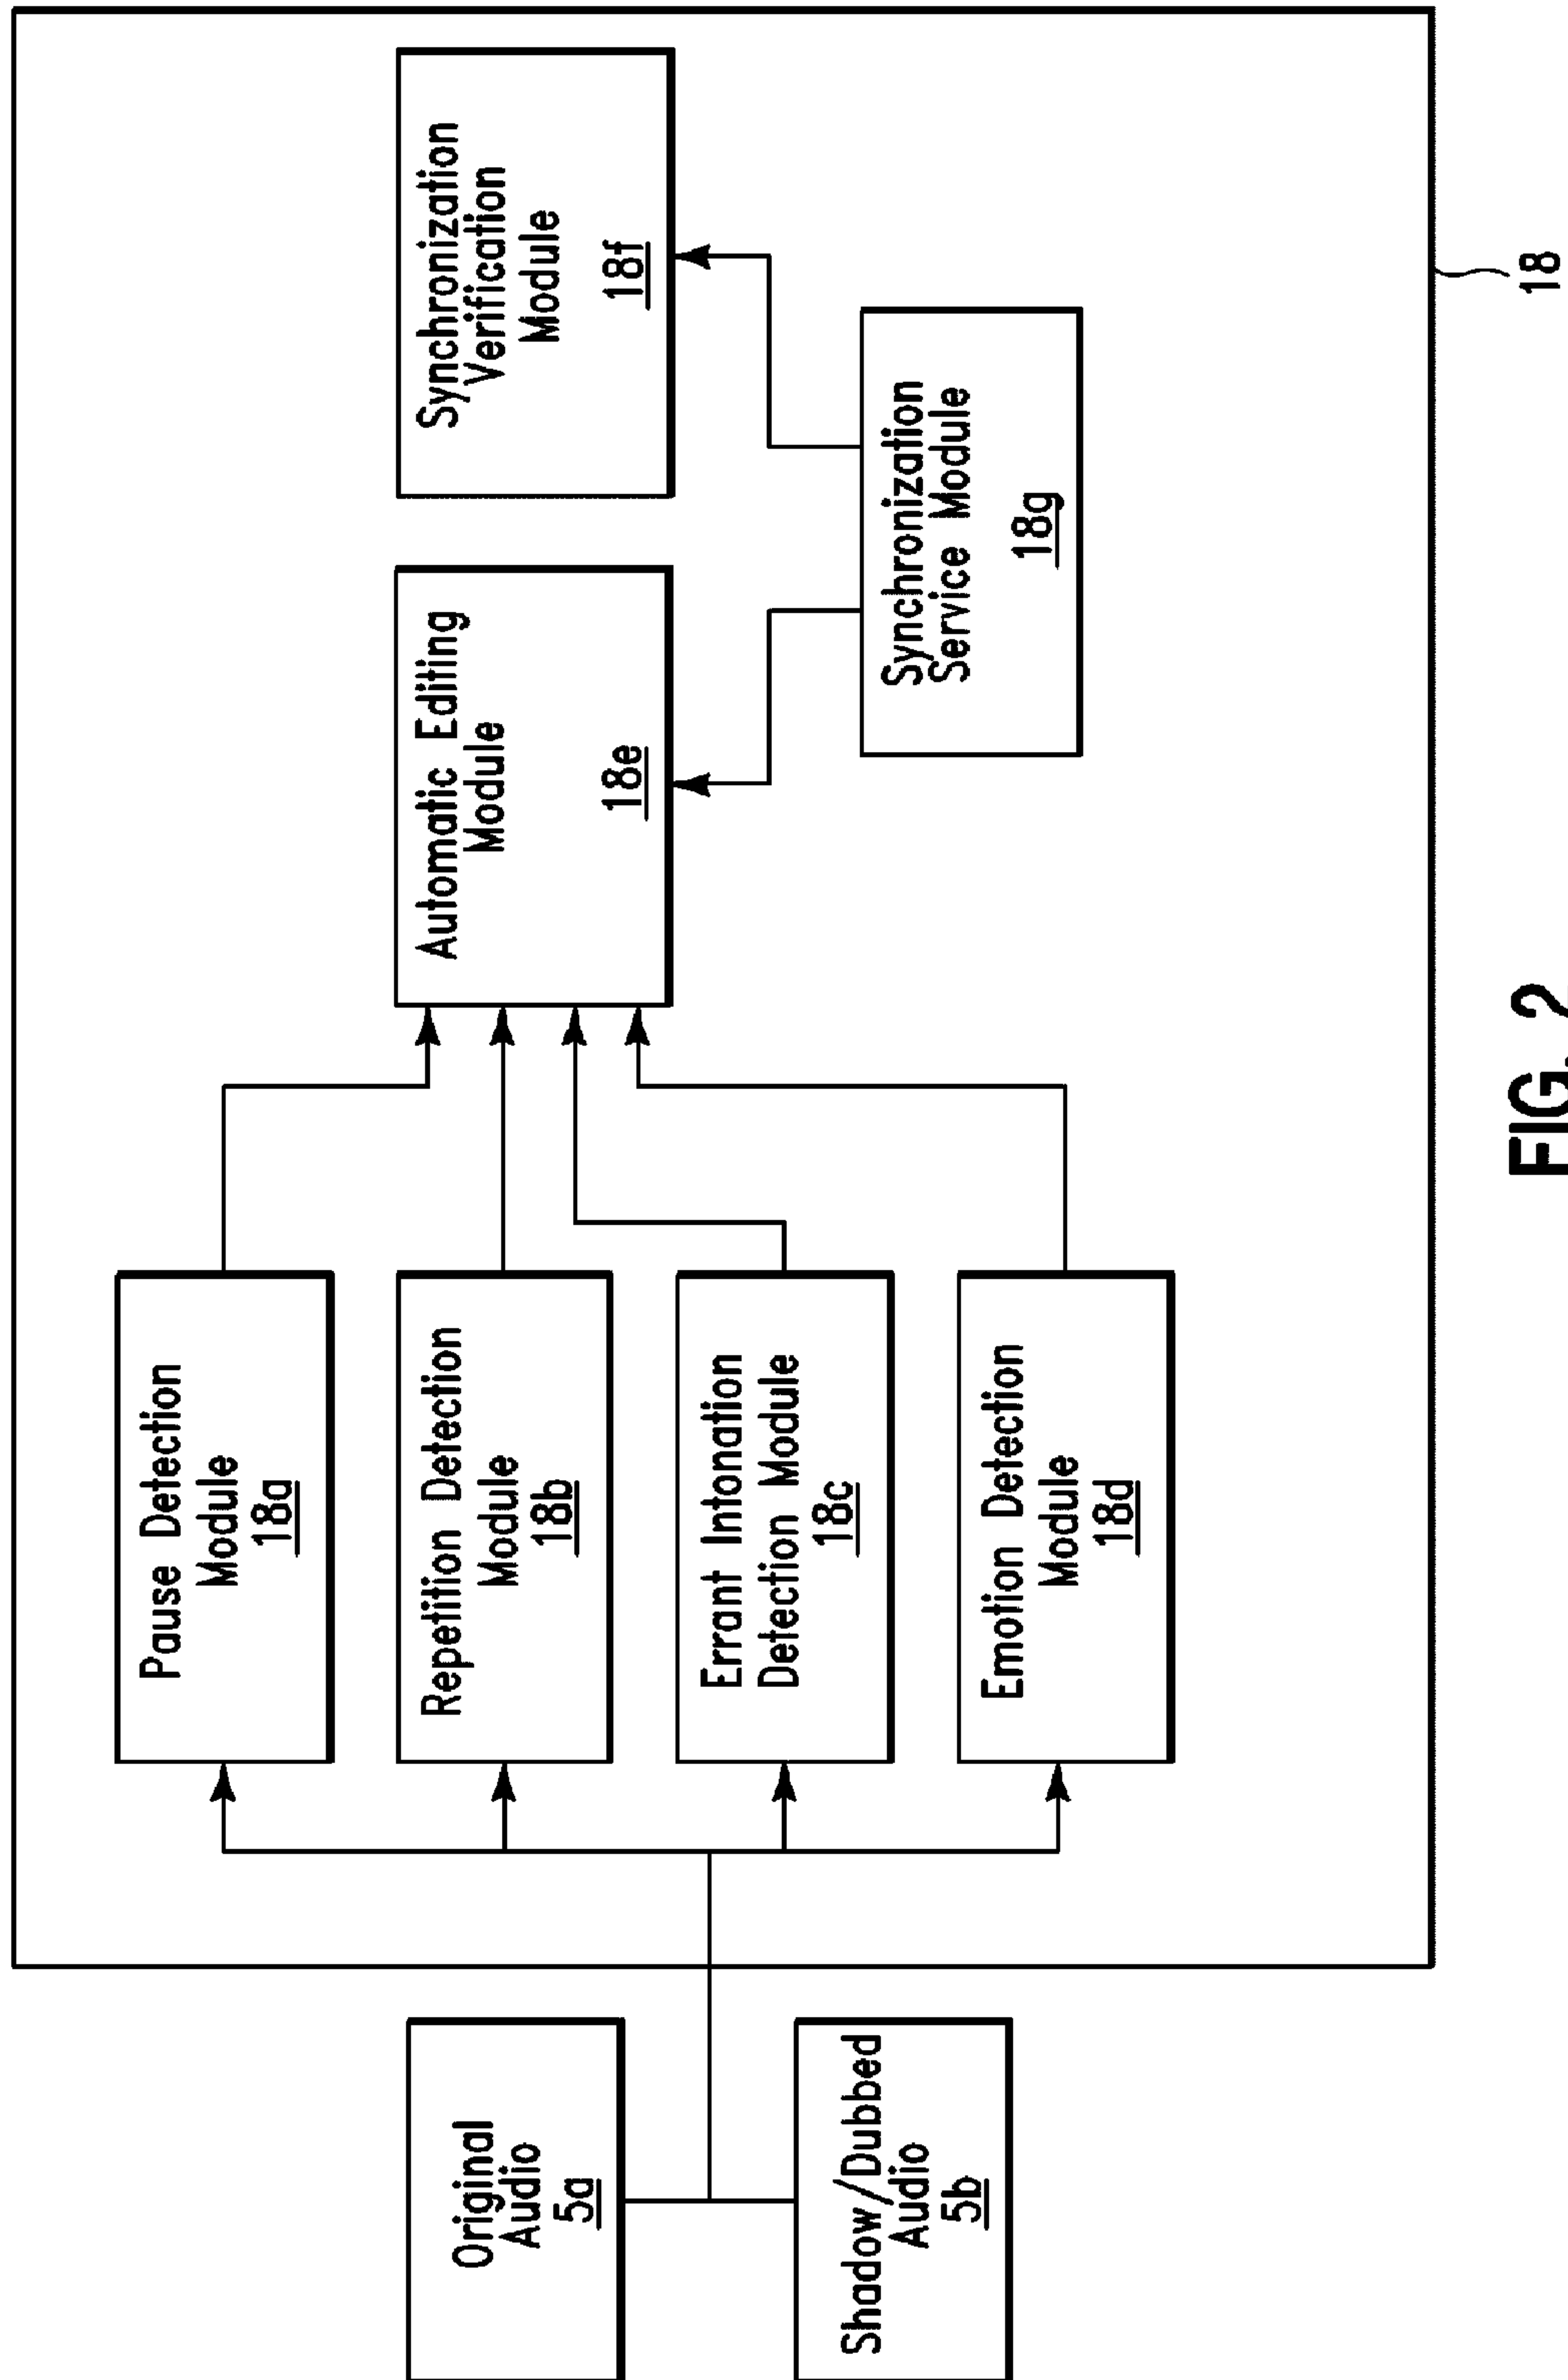 Original
Audio
5a
Shadow/Dubbed
Audio
5b
Pause Detection
Module
18a
Repetition Detection
Module
18b
Errant Intonation
Detection Module
18c
Emotion Detection
Module
18d
Automatic Editing
Module
18e
Synchronization
Verification
Module
18f
Synchronization
Service Module
18g
18
FIG. 2